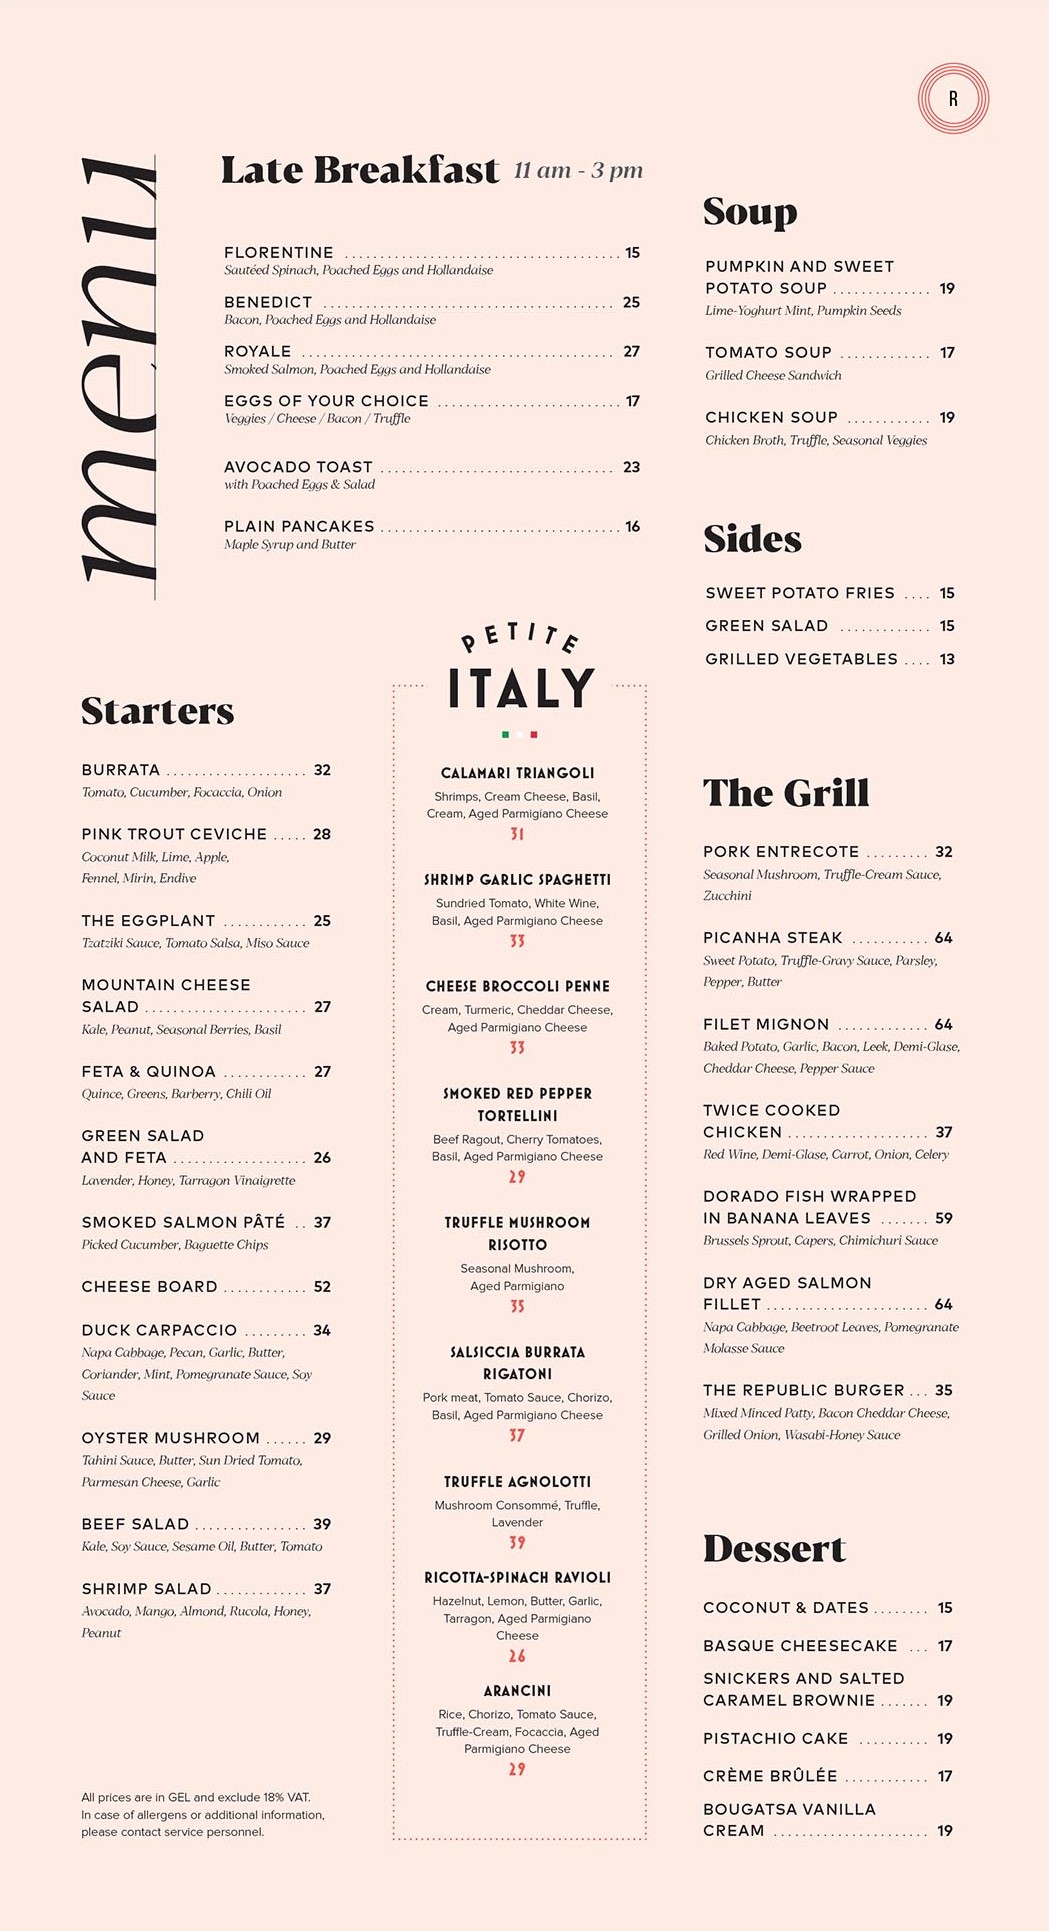 R
menu
Late Breakfast 11 am - 3 pm
FLORENTINE ........................................ 15
Sautéed Spinach, Poached Eggs and Hollandaise
BENEDICT .......................................... 25
Bacon, Poached Eggs and Hollandaise
ROYALE ............................................. 27
Smoked Salmon, Poached Eggs and Hollandaise
EGGS OF YOUR CHOICE ......................... 17
Veggies / Cheese / Bacon / Truffle
AVOCADO TOAST ................................. 23
with Poached Eggs & Salad
PLAIN PANCAKES .................................. 16
Maple Syrup and Butter
Soup
PUMPKIN AND SWEET
POTATO SOUP .............. 19
Lime-Yoghurt Mint, Pumpkin Seeds
TOMATO SOUP ............. 17
Grilled Cheese Sandwich
CHICKEN SOUP ............ 19
Chicken Broth, Truffle, Seasonal Veggies
Sides
SWEET POTATO FRIES .... 15
GREEN SALAD ............. 15
GRILLED VEGETABLES .... 13
Starters
BURRATA .................... 32
Tomato, Cucumber, Focaccia, Onion
PINK TROUT CEVICHE ..... 28
Coconut Milk, Lime, Apple,
Fennel, Mirin, Endive
THE EGGPLANT ............ 25
Tzatziki Sauce, Tomato Salsa, Miso Sauce
MOUNTAIN CHEESE
SALAD ....................... 27
Kale, Peanut, Seasonal Berries, Basil
FETA & QUINOA ............ 27
Quince, Greens, Barberry, Chili Oil
GREEN SALAD
AND FETA ................... 26
Lavender, Honey, Tarragon Vinaigrette
SMOKED SALMON PÂTÉ .. 37
Picked Cucumber, Baguette Chips
CHEESE BOARD ............ 52
DUCK CARPACCIO ......... 34
Napa Cabbage, Pecan, Garlic, Butter,
Coriander, Mint, Pomegranate Sauce, Soy
Sauce
OYSTER MUSHROOM ...... 29
Tahini Sauce, Butter, Sun Dried Tomato,
Parmesan Cheese, Garlic
BEEF SALAD ................ 39
Kale, Soy Sauce, Sesame Oil, Butter, Tomato
SHRIMP SALAD ............. 37
Avocado, Mango, Almond, Rucola, Honey,
Peanut
All prices are in GEL and exclude 18% VAT.
In case of allergens or additional information,
please contact service personnel.
PETITE
ITALY
CALAMARI TRIANGOLI
Shrimps, Cream Cheese, Basil,
Cream, Aged Parmigiano Cheese
31
SHRIMP GARLIC SPAGHETTI
Sundried Tomato, White Wine,
Basil, Aged Parmigiano Cheese
33
CHEESE BROCCOLI PENNE
Cream, Turmeric, Cheddar Cheese,
Aged Parmigiano Cheese
33
SMOKED RED PEPPER
TORTELLINI
Beef Ragout, Cherry Tomatoes,
Basil, Aged Parmigiano Cheese
29
TRUFFLE MUSHROOM
RISOTTO
Seasonal Mushroom,
Aged Parmigiano
35
SALSICCIA BURRATA
RIGATONI
Pork meat, Tomato Sauce, Chorizo,
Basil, Aged Parmigiano Cheese
37
TRUFFLE AGNOLOTTI
Mushroom Consommé, Truffle,
Lavender
39
RICOTTA-SPINACH RAVIOLI
Hazelnut, Lemon, Butter, Garlic,
Tarragon, Aged Parmigiano
Cheese
26
ARANCINI
Rice, Chorizo, Tomato Sauce,
Truffle-Cream, Focaccia, Aged
Parmigiano Cheese
29
The Grill
PORK ENTRECOTE ......... 32
Seasonal Mushroom, Truffle-Cream Sauce,
Zucchini
PICANHA STEAK ........... 64
Sweet Potato, Truffle-Gravy Sauce, Parsley,
Pepper, Butter
FILET MIGNON ............. 64
Baked Potato, Garlic, Bacon, Leek, Demi-Glase,
Cheddar Cheese, Pepper Sauce
TWICE COOKED
CHICKEN .................... 37
Red Wine, Demi-Glase, Carrot, Onion, Celery
DORADO FISH WRAPPED
IN BANANA LEAVES ....... 59
Brussels Sprout, Capers, Chimichuri Sauce
DRY AGED SALMON
FILLET ....................... 64
Napa Cabbage, Beetroot Leaves, Pomegranate
Molasse Sauce
THE REPUBLIC BURGER ... 35
Mixed Minced Patty, Bacon Cheddar Cheese,
Grilled Onion, Wasabi-Honey Sauce
Dessert
COCONUT & DATES ........ 15
BASQUE CHEESECAKE ... 17
SNICKERS AND SALTED
CARAMEL BROWNIE ....... 19
PISTACHIO CAKE .......... 19
CRÈME BRÛLÉE ............ 17
BOUGATSA VANILLA
CREAM ...................... 19